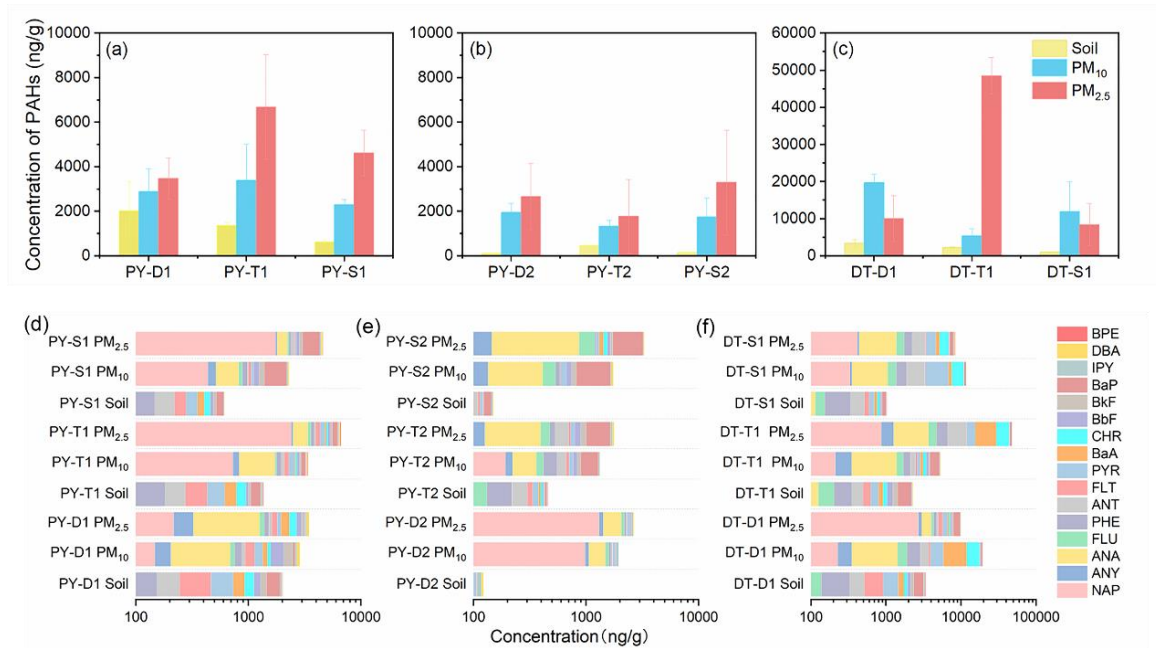 Concentration of PAHs (ng/g)
(a)
10000
8000
6000
4000
2000
0
PY-D1 PY-T1 PY-S1
(b)
10000
8000
6000
4000
2000
0
PY-D2 PY-T2 PY-S2
(c)
60000
50000
40000
30000
20000
10000
0
DT-D1 DT-T1 DT-S1
Soil
PM10
PM2.5
(d)
PY-S1 PM2.5
PY-S1 PM10
PY-S1 Soil
PY-T1 PM2.5
PY-T1 PM10
PY-T1 Soil
PY-D1 PM2.5
PY-D1 PM10
PY-D1 Soil
100 1000 10000
(e)
PY-S2 PM2.5
PY-S2 PM10
PY-S2 Soil
PY-T2 PM2.5
PY-T2 PM10
PY-T2 Soil
PY-D2 PM2.5
PY-D2 PM10
PY-D2 Soil
100 1000 10000
Concentration（ng/g）
(f)
DT-S1 PM2.5
DT-S1 PM10
DT-S1 Soil
DT-T1 PM2.5
DT-T1 PM10
DT-T1 Soil
DT-D1 PM2.5
DT-D1 PM10
DT-D1 Soil
100 1000 10000 100000
BPE
DBA
IPY
BaP
BkF
BbF
CHR
BaA
PYR
FLT
ANT
PHE
FLU
ANA
ANY
NAP